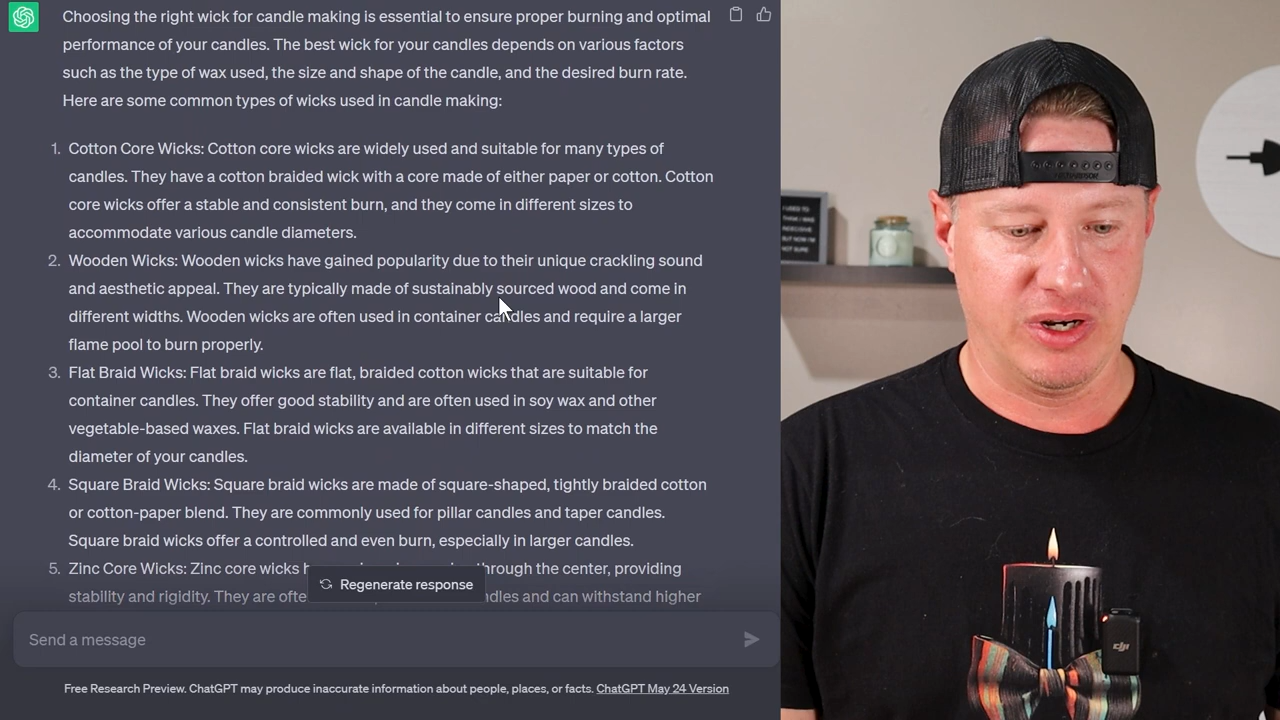 Choosing the right wick for candle making is essential to ensure proper burning and optimal
performance of your candles. The best wick for your candles depends on various factors
such as the type of wax used, the size and shape of the candle, and the desired burn rate.
Here are some common types of wicks used in candle making:
1. Cotton Core Wicks: Cotton core wicks are widely used and suitable for many types of
candles. They have a cotton braided wick with a core made of either paper or cotton. Cotton
core wicks offer a stable and consistent burn, and they come in different sizes to
accommodate various candle diameters.
2. Wooden Wicks: Wooden wicks have gained popularity due to their unique crackling sound
and aesthetic appeal. They are typically made of sustainably sourced wood and come in
different widths. Wooden wicks are often used in container candles and require a larger
flame pool to burn properly.
3. Flat Braid Wicks: Flat braid wicks are flat, braided cotton wicks that are suitable for
container candles. They offer good stability and are often used in soy wax and other
vegetable-based waxes. Flat braid wicks are available in different sizes to match the
diameter of your candles.
4. Square Braid Wicks: Square braid wicks are made of square-shaped, tightly braided cotton
or cotton-paper blend. They are commonly used for pillar candles and taper candles.
Square braid wicks offer a controlled and even burn, especially in larger candles.
5. Zinc Core Wicks: Zinc core wicks through the center, providing
stability and rigidity. They are and can withstand higher
Regenerate response
Send a message
Free Research Preview. ChatGPT may produce inaccurate information about people, places, or facts. ChatGPT May 24 Version
I USED TO
THINK I WAS
INDECISIVE
BUT NOW I'M
NOT SURE
dji